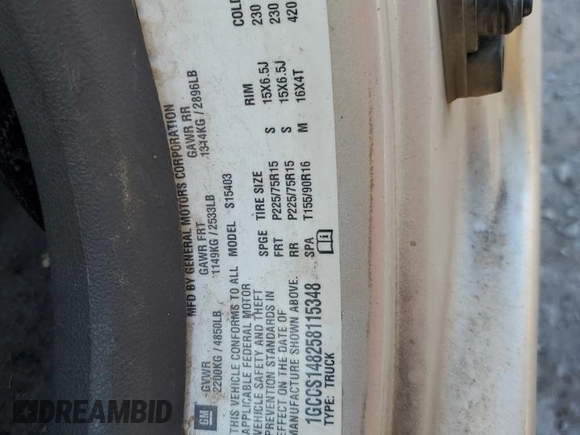 MFD BY GENERAL MOTORS CORPORATION
GM
GVWR GAWR FRT GAWR RR
2200KG / 4850LB 1149KG / 2533LB 1314KG / 2896LB
THIS VEHICLE CONFORMS TO ALL
APPLICABLE FEDERAL MOTOR
VEHICLE SAFETY AND THEFT
PREVENTION STANDARDS IN
EFFECT ON THE DATE OF
MANUFACTURE SHOWN ABOVE.
1GCCS148258115348
TYPE: TRUCK
MODEL S15403
SPGE TIRE SIZE RIM COLD
FRT P225/75R15 S 15X6.5J 230
RR P225/75R15 S 15X6.5J 230
SPA T155/90R16 M 16X4T 420
DREAMBID